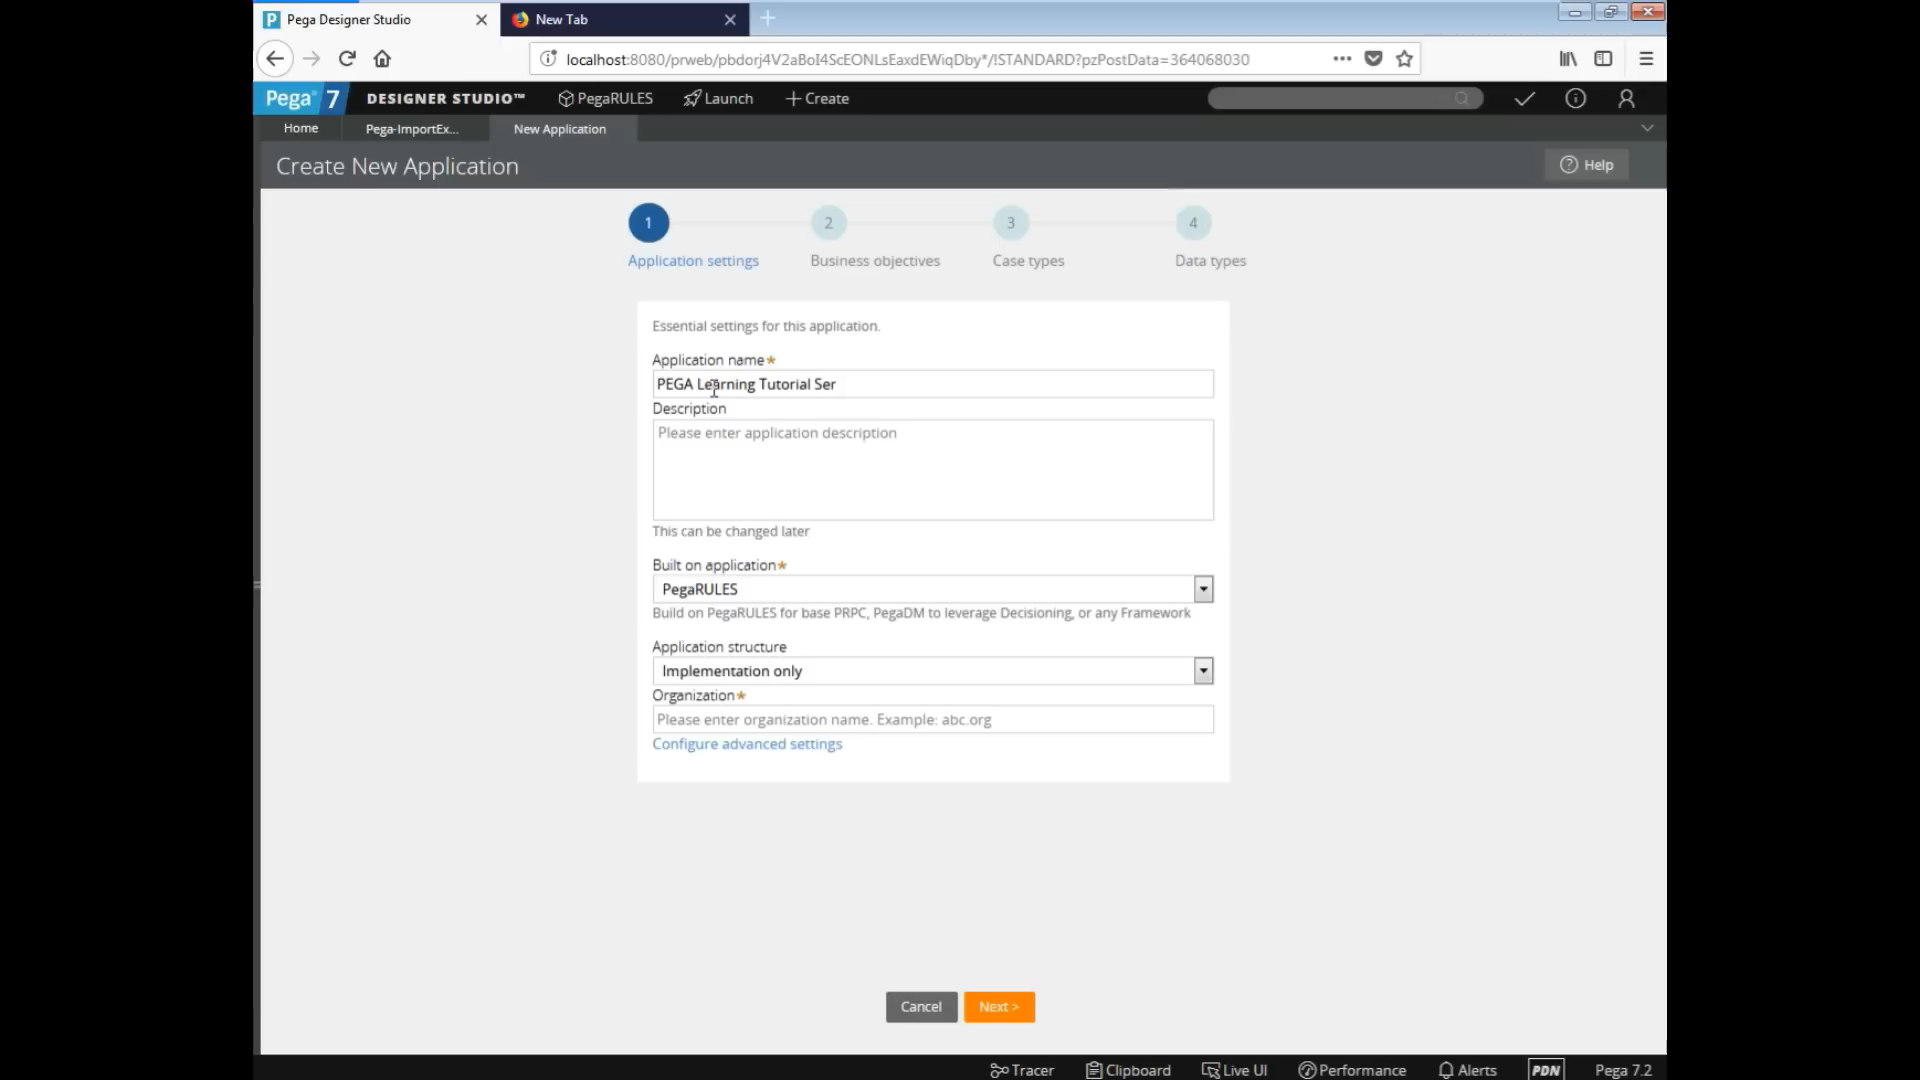 Pega Designer Studio
New Tab
localhost:8080/prweb/pbdorj4V2aBoI4ScEONLsEaxdEWiqDby*/!STANDARD?pzPostData=364068030
Pega 7 DESIGNER STUDIO™ PegaRULES Launch Create
Home Pega-ImportEx... New Application
Create New Application Help
1 2 3 4
Application settings Business objectives Case types Data types
Essential settings for this application.
Application name*
PEGA Learning Tutorial Ser
Description
Please enter application description
This can be changed later
Built on application*
PegaRULES
Build on PegaRULES for base PRPC, PegaDM to leverage Decisioning, or any Framework
Application structure
Implementation only
Organization*
Please enter organization name. Example: abc.org
Configure advanced settings
Cancel Next >
Tracer Clipboard Live UI Performance Alerts PDN Pega 7.2